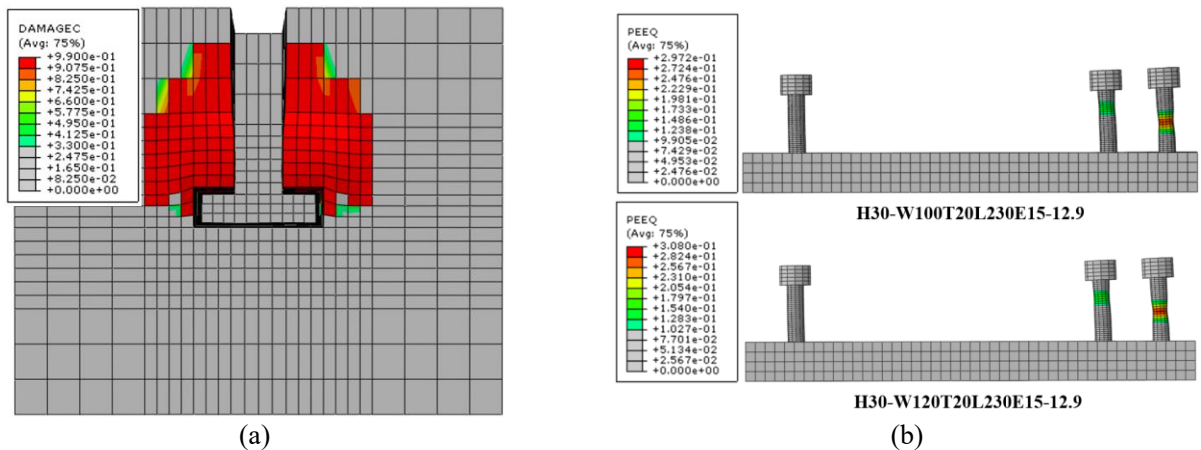 DAMAGEC
(Avg: 75%)
+9.900e-01
+9.075e-01
+8.250e-01
+7.425e-01
+6.600e-01
+5.775e-01
+4.950e-01
+4.125e-01
+3.300e-01
+2.475e-01
+1.650e-01
+8.250e-02
+0.000e+00
(a)
PEEQ
(Avg: 75%)
+2.972e-01
+2.724e-01
+2.476e-01
+2.229e-01
+1.981e-01
+1.733e-01
+1.486e-01
+1.238e-01
+9.905e-02
+7.429e-02
+4.953e-02
+2.476e-02
+0.000e+00
H30-W100T20L230E15-12.9
PEEQ
(Avg: 75%)
+3.080e-01
+2.824e-01
+2.567e-01
+2.310e-01
+2.054e-01
+1.797e-01
+1.540e-01
+1.283e-01
+1.027e-01
+7.701e-02
+5.134e-02
+2.567e-02
+0.000e+00
H30-W120T20L230E15-12.9
(b)